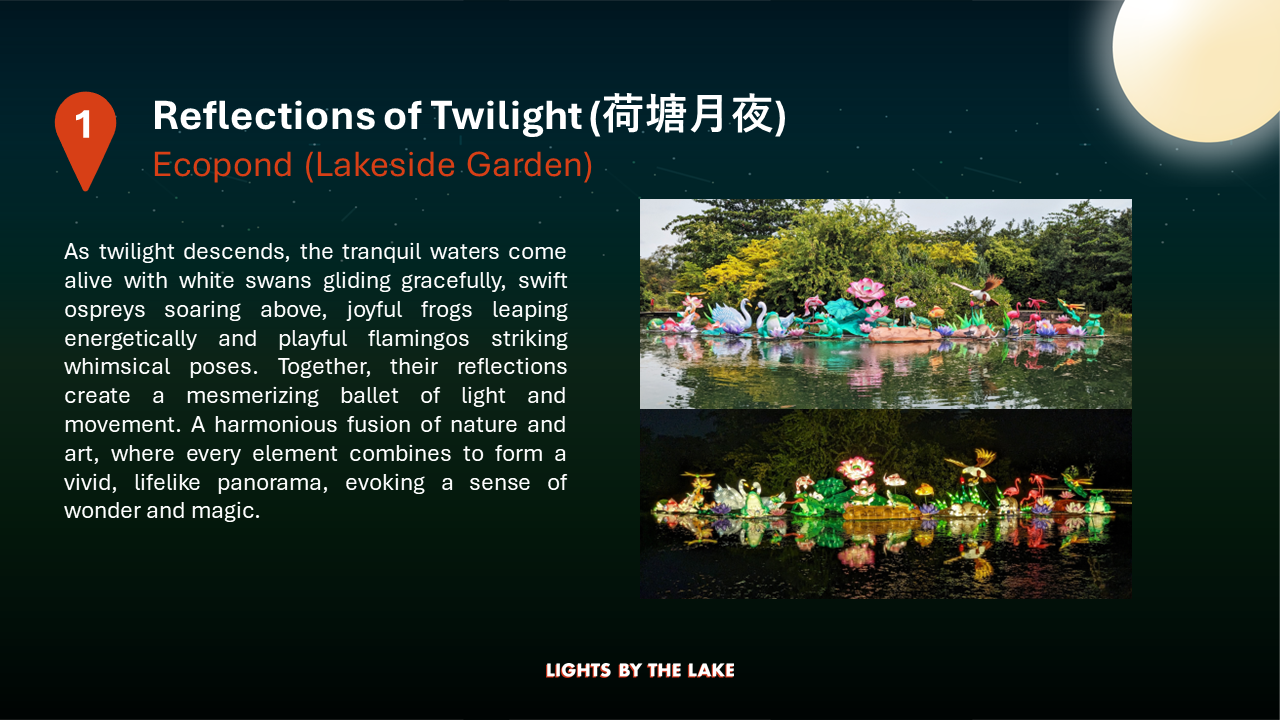 1
Reflections of Twilight (荷塘月夜)
Ecopond (Lakeside Garden)
As twilight descends, the tranquil waters come
alive with white swans gliding gracefully, swift
ospreys soaring above, joyful frogs leaping
energetically and playful flamingos striking
whimsical poses. Together, their reflections
create a mesmerizing ballet of light and
movement. A harmonious fusion of nature and
art, where every element combines to form a
vivid, lifelike panorama, evoking a sense of
wonder and magic.
LIGHTS BY THE LAKE